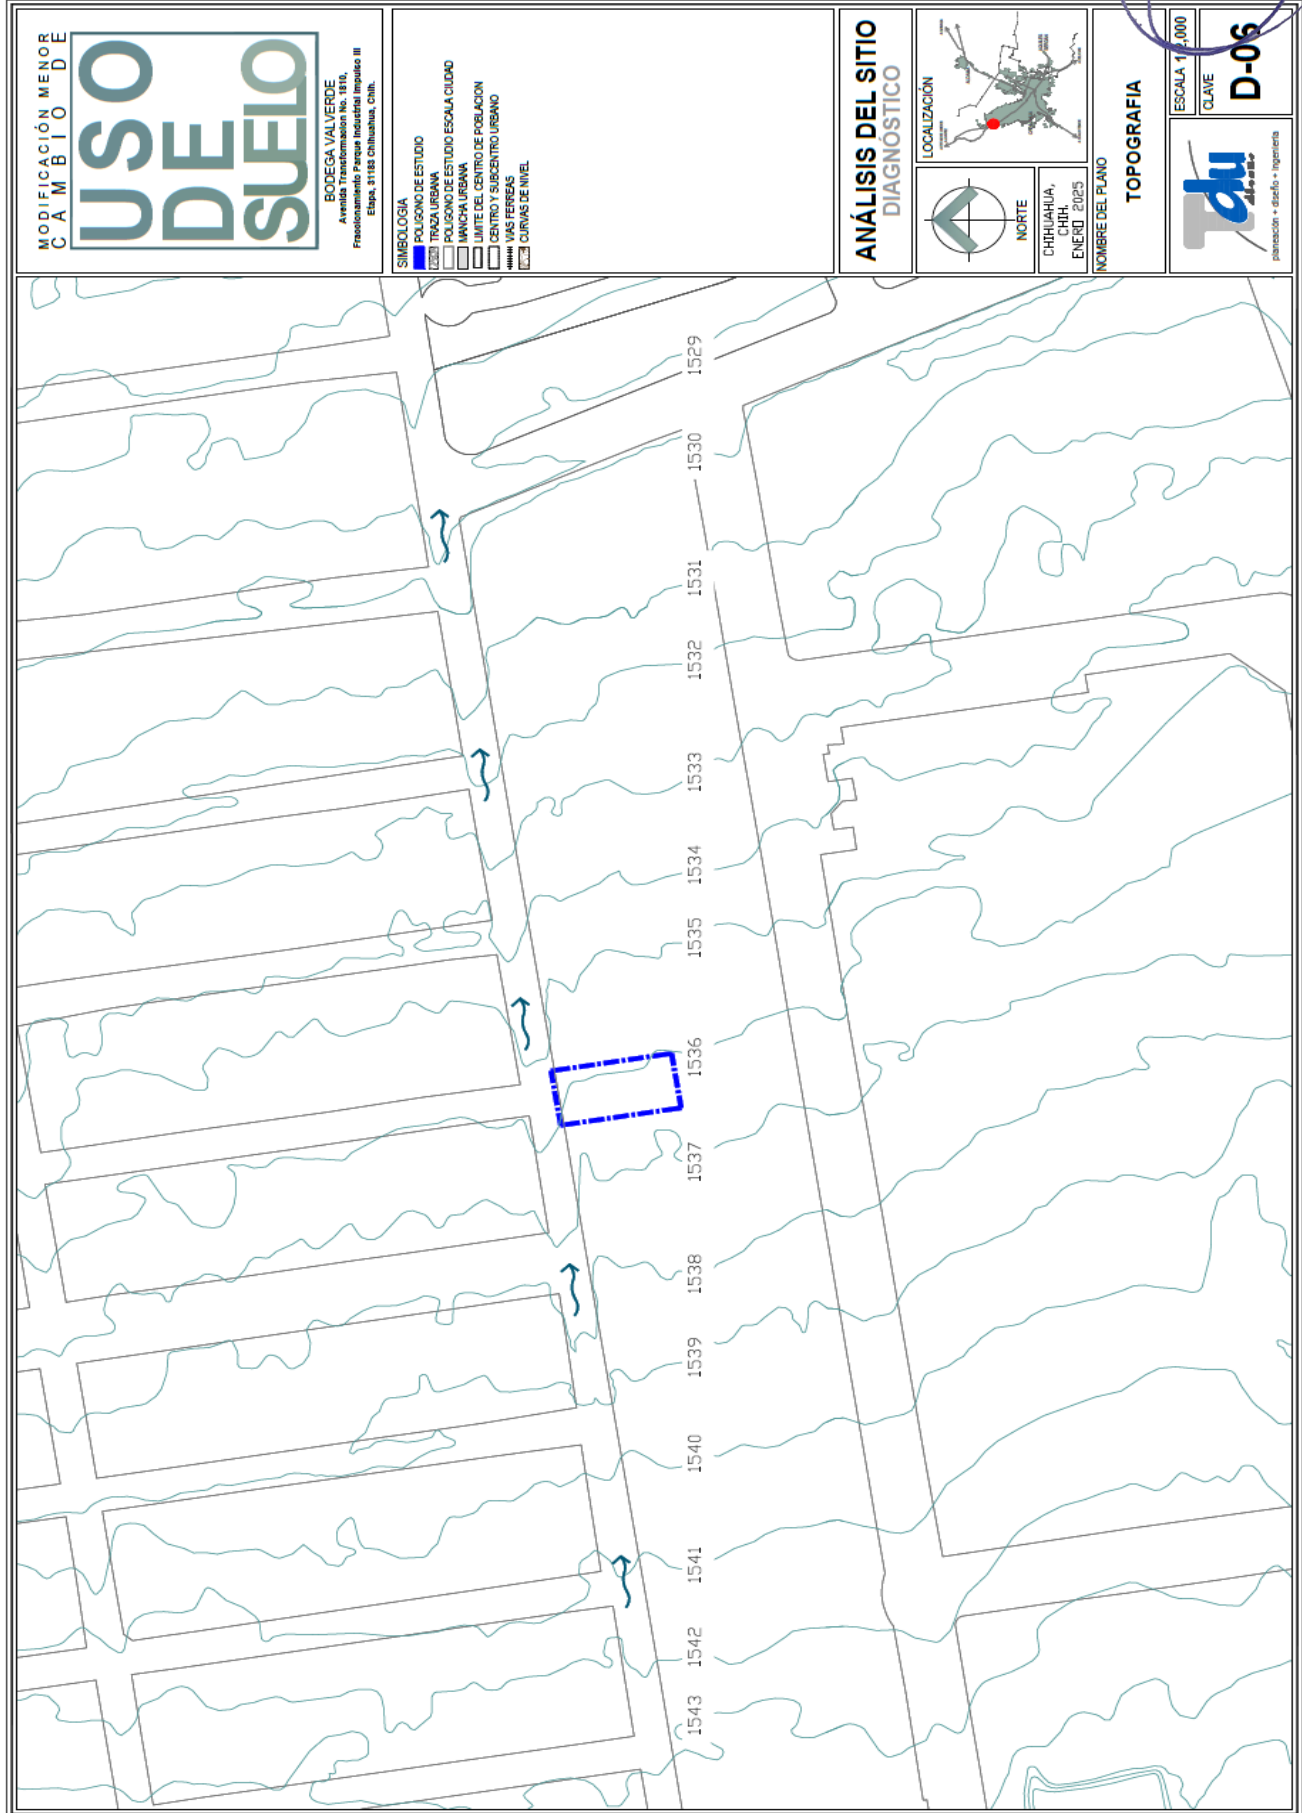 MODIFICACIÓN MENOR
CAMBIO DE
USO
DE
SUELO
BODEGA VALVERDE
Avenida Transformacion No. 1810,
Fraccionamiento Parque Industrial Impulso III
Etapa, 31183 Chihuahua, Chih.
SIMBOLOGIA
POLIGONO DE ESTUDIO
TRAZA URBANA
POLIGONO DE ESTUDIO ESCALA CIUDAD
MANCHA URBANA
LIMITE DEL CENTRO DE POBLACION
CENTRO Y SUBCENTRO URBANO
VIAS FERREAS
CURVAS DE NIVEL
ANÁLISIS DEL SITIO
DIAGNÓSTICO
LOCALIZACIÓN
NORTE
CHIHUAHUA,
CHIH.
ENERO 2025
NOMBRE DEL PLANO
TOPOGRAFIA
ESCALA
CLAVE
D-06
Tdu
planeación + diseño + ingeniería
1529
1530
1531
1532
1533
1534
1535
1536
1537
1538
1539
1540
1541
1542
1543